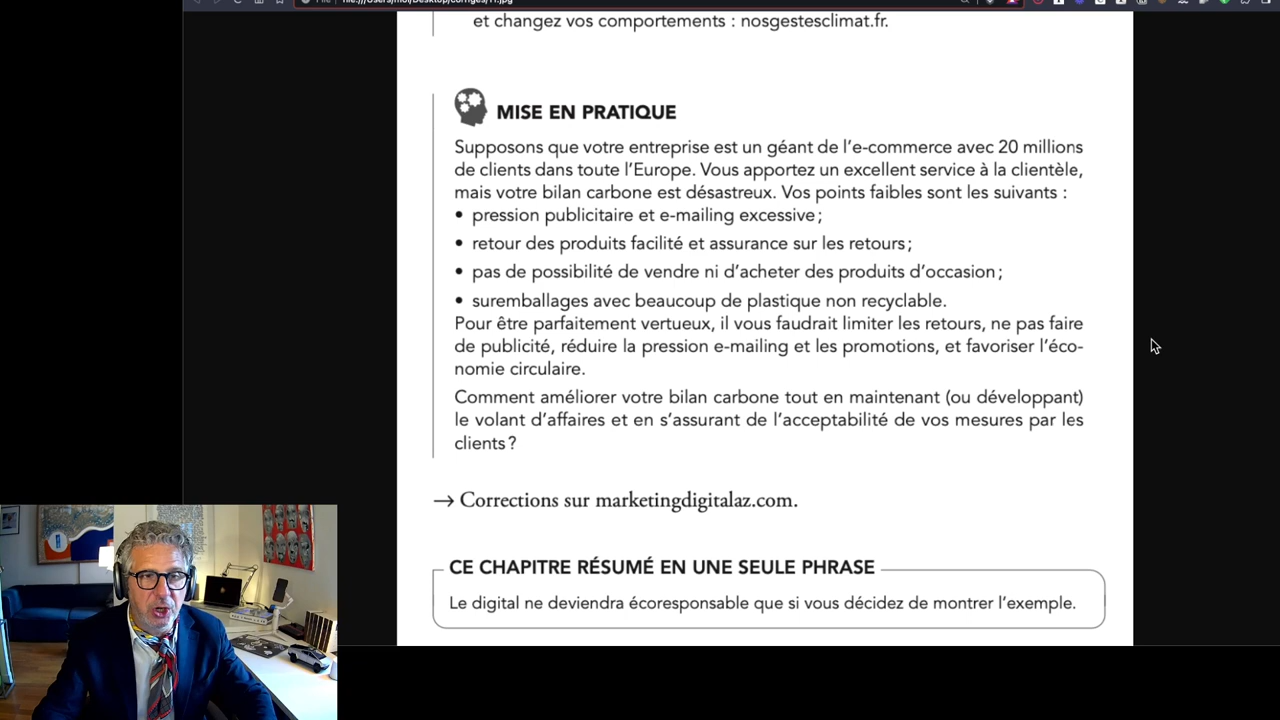 et changez vos comportements : nosgestesclimat.fr.
MISE EN PRATIQUE
Supposons que votre entreprise est un géant de l'e-commerce avec 20 millions
de clients dans toute l'Europe. Vous apportez un excellent service à la clientèle,
mais votre bilan carbone est désastreux. Vos points faibles sont les suivants :
• pression publicitaire et e-mailing excessive ;
• retour des produits facilité et assurance sur les retours ;
• pas de possibilité de vendre ni d'acheter des produits d'occasion ;
• suremballages avec beaucoup de plastique non recyclable.
Pour être parfaitement vertueux, il vous faudrait limiter les retours, ne pas faire
de publicité, réduire la pression e-mailing et les promotions, et favoriser l'éco-
nomie circulaire.
Comment améliorer votre bilan carbone tout en maintenant (ou développant)
le volant d'affaires et en s'assurant de l'acceptabilité de vos mesures par les
clients ?
→ Corrections sur marketingdigitalaz.com.
CE CHAPITRE RÉSUMÉ EN UNE SEULE PHRASE
Le digital ne deviendra écoresponsable que si vous décidez de montrer l'exemple.